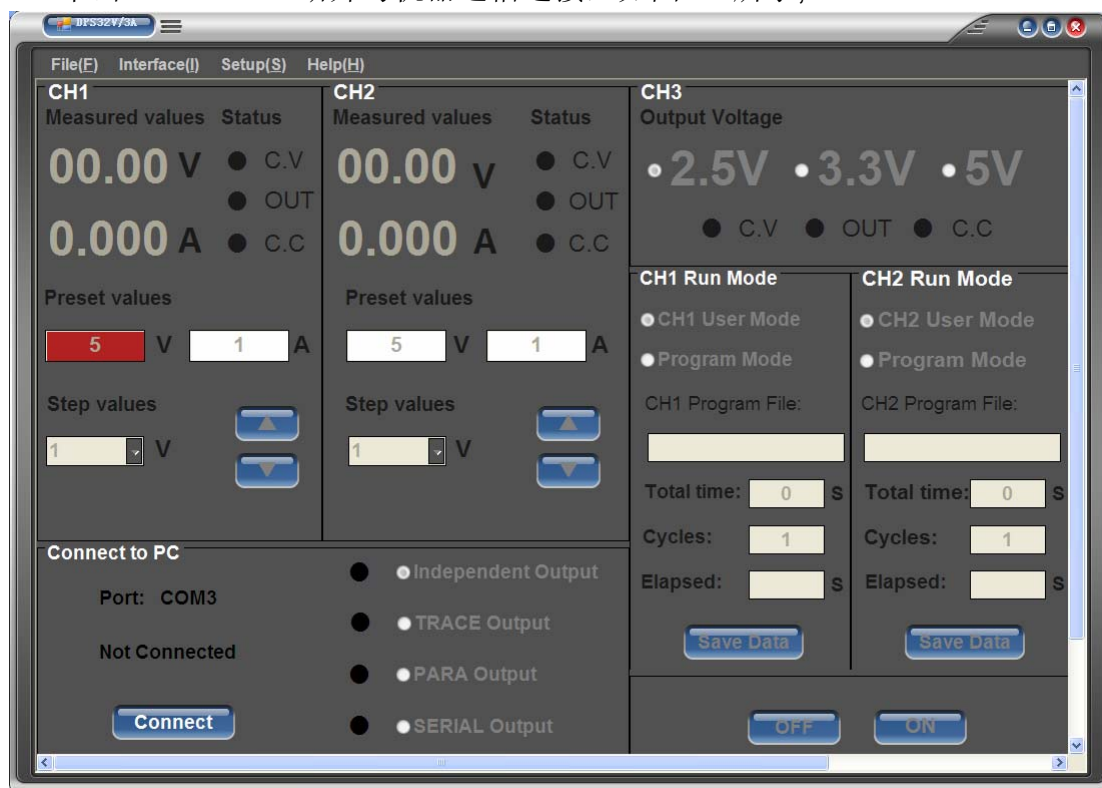 DPS32V/3A
File(F) Interface(I) Setup(S) Help(H)
CH1
Measured values Status
00.00 V C.V
OUT
0.000 A C.C
Preset values
5 V 1 A
Step values
1 V
CH2
Measured values Status
00.00 V C.V
OUT
0.000 A C.C
Preset values
5 V 1 A
Step values
1 V
CH3
Output Voltage
2.5V 3.3V 5V
C.V OUT C.C
CH1 Run Mode
CH1 User Mode
Program Mode
CH1 Program File:
Total time: 0 S
Cycles: 1
Elapsed: S
Save Data
CH2 Run Mode
CH2 User Mode
Program Mode
CH2 Program File:
Total time: 0 S
Cycles: 1
Elapsed: S
Save Data
Connect to PC
Port: COM3
Not Connected
Connect
Independent Output
TRACE Output
PARA Output
SERIAL Output
OFF ON